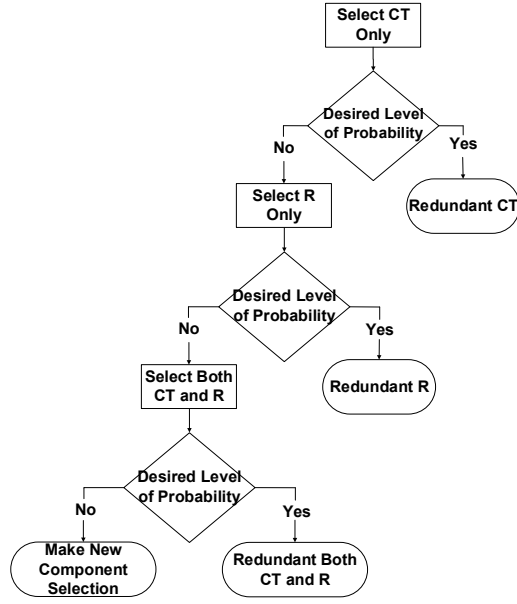 Select CT
Only
Desired Level
of Probability
No
Yes
Select R
Only
Redundant CT
Desired Level
of Probability
No
Yes
Select Both
CT and R
Redundant R
Desired Level
of Probability
No
Yes
Make New
Component
Selection
Redundant Both
CT and R